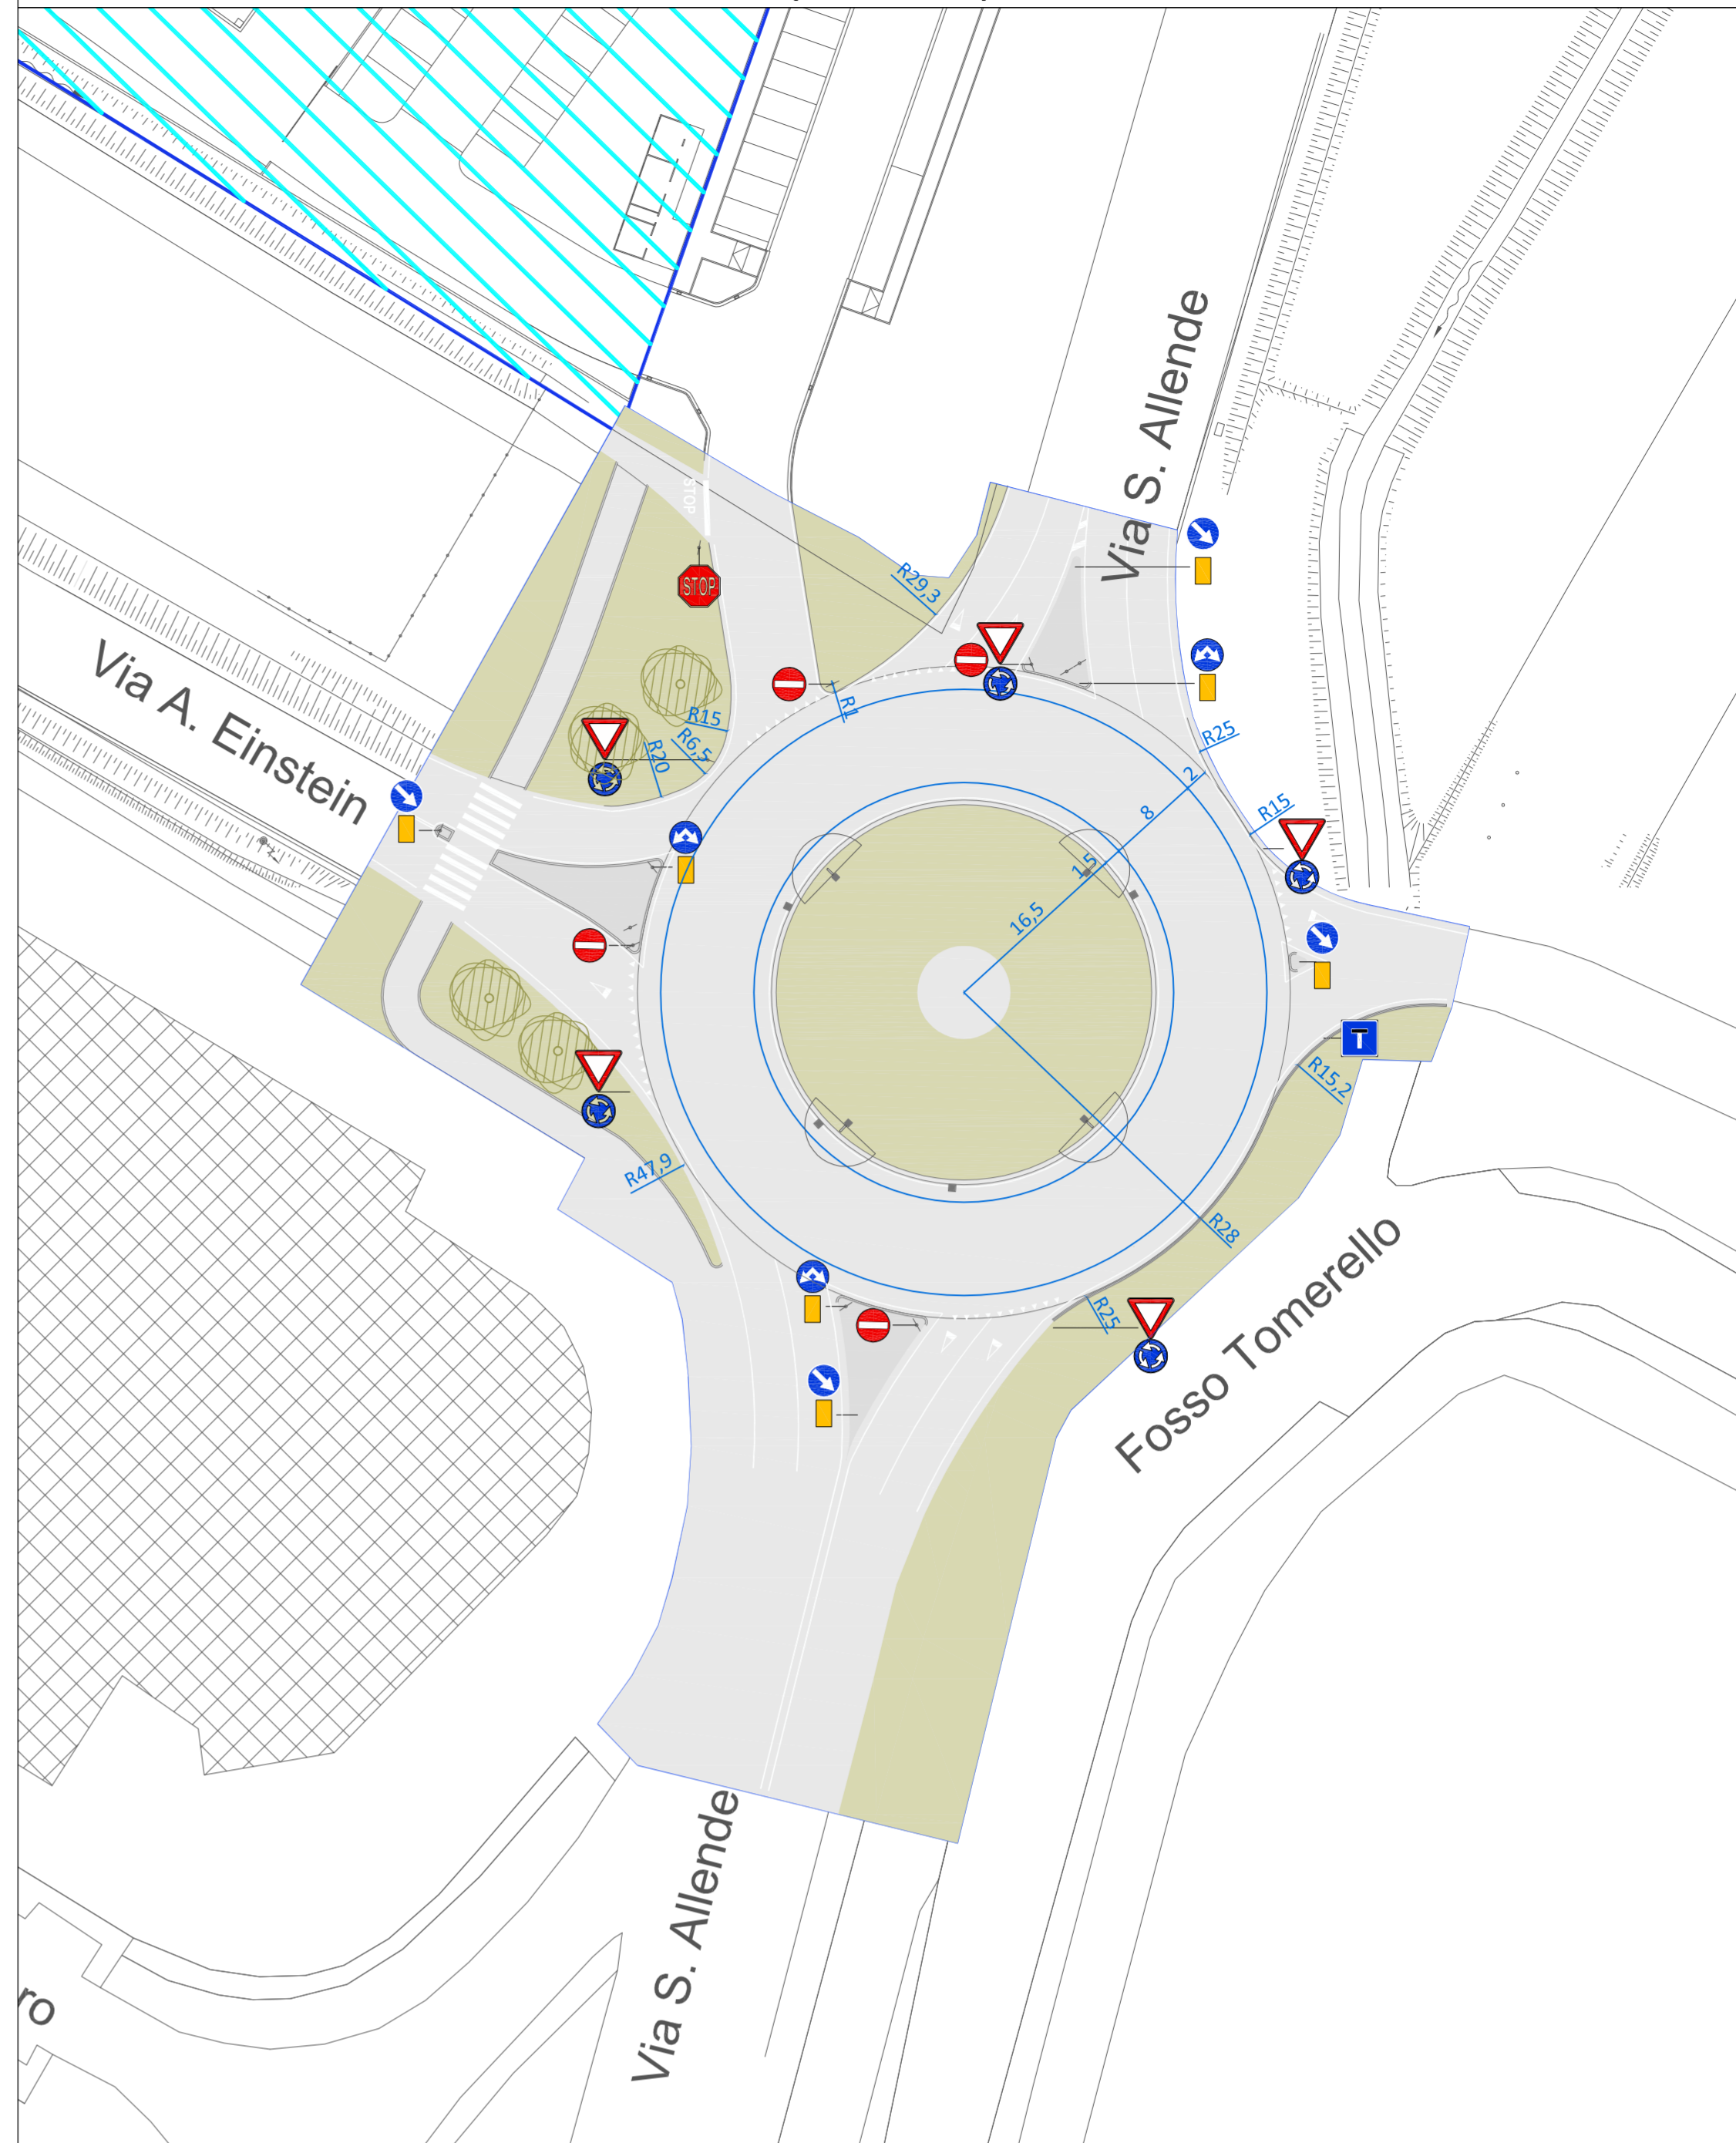 Via S. Allende
STOP
STOP
R29,3
Via A. Einstein
R1
R15
R6,5
R20
R25
2
8
R15
1,5
16,5
R15,2
R47,9
R28
R25
Fosso Tomerello
Via S. Allende
ro